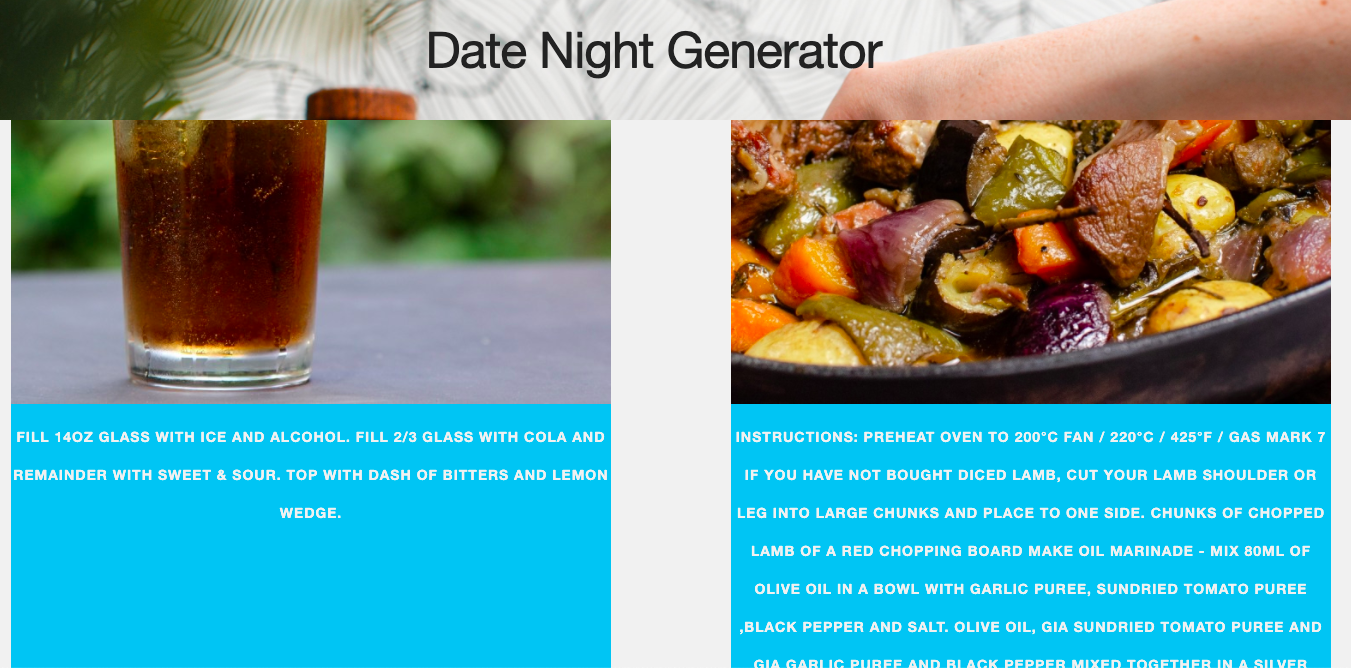 Date Night Generator
FILL 14OZ GLASS WITH ICE AND ALCOHOL. FILL 2/3 GLASS WITH COLA AND
REMAINDER WITH SWEET & SOUR. TOP WITH DASH OF BITTERS AND LEMON
WEDGE.
INSTRUCTIONS: PREHEAT OVEN TO 200°C FAN / 220°C / 425°F / GAS MARK 7
IF YOU HAVE NOT BOUGHT DICED LAMB, CUT YOUR LAMB SHOULDER OR
LEG INTO LARGE CHUNKS AND PLACE TO ONE SIDE. CHUNKS OF CHOPPED
LAMB OF A RED CHOPPING BOARD MAKE OIL MARINADE - MIX 80ML OF
OLIVE OIL IN A BOWL WITH GARLIC PUREE, SUNDRIED TOMATO PUREE
,BLACK PEPPER AND SALT. OLIVE OIL, GIA SUNDRIED TOMATO PUREE AND
GIA GARLIC PUREE AND BLACK PEPPER MIXED TOGETHER IN A SILVER